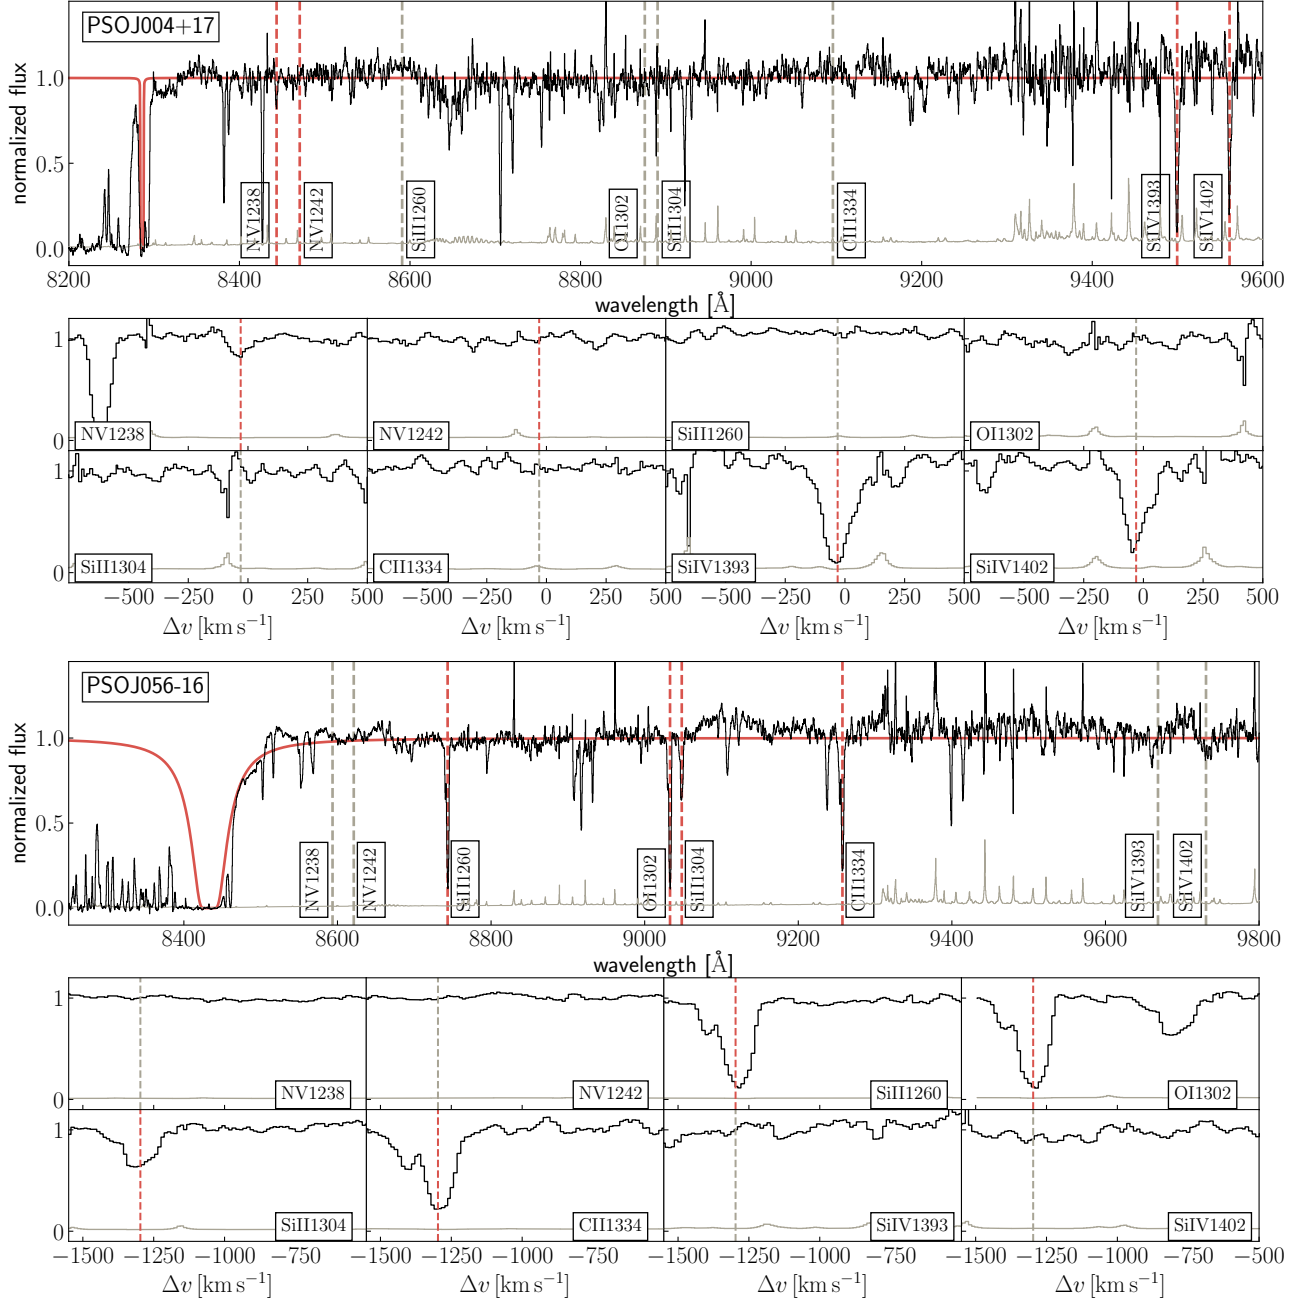 PSOJ004+17
normalized flux
1.0
0.5
0.0
NV1238
NV1242
SiII1260
OI1302
SiII1304
CII1334
SiIV1393
SiIV1402
8200 8400 8600 8800 9000 9200 9400 9600
wavelength [Å]
1
0
NV1238
NV1242
SiII1260
OI1302
1
0
SiII1304
CII1334
SiIV1393
SiIV1402
−500 −250 0 250 −500 −250 0 250 500 −500 −250 0 250 500 −500 −250 0 250 500
Δv [km s⁻¹] Δv [km s⁻¹] Δv [km s⁻¹] Δv [km s⁻¹]
PSOJ056-16
normalized flux
1.0
0.5
0.0
NV1238
NV1242
SiII1260
OI1302
SiII1304
CII1334
SiIV1393
SiIV1402
8400 8600 8800 9000 9200 9400 9600 9800
wavelength [Å]
1
0
NV1238
NV1242
SiII1260
OI1302
1
0
SiII1304
CII1334
SiIV1393
SiIV1402
−1500 −1250 −1000 −750 −1500 −1250 −1000 −750 −1500 −1250 −1000 −750 −1500 −1250 −1000 −750 −500
Δv [km s⁻¹] Δv [km s⁻¹] Δv [km s⁻¹] Δv [km s⁻¹]